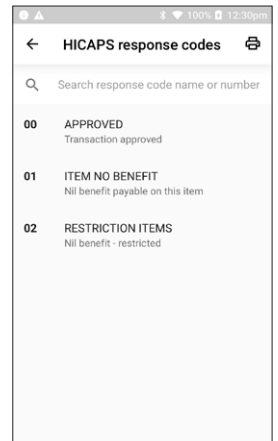 100% 12:30pm
HICAPS response codes
Search response code name or number
00 APPROVED
Transaction approved
01 ITEM NO BENEFIT
Nil benefit payable on this item
02 RESTRICTION ITEMS
Nil benefit - restricted